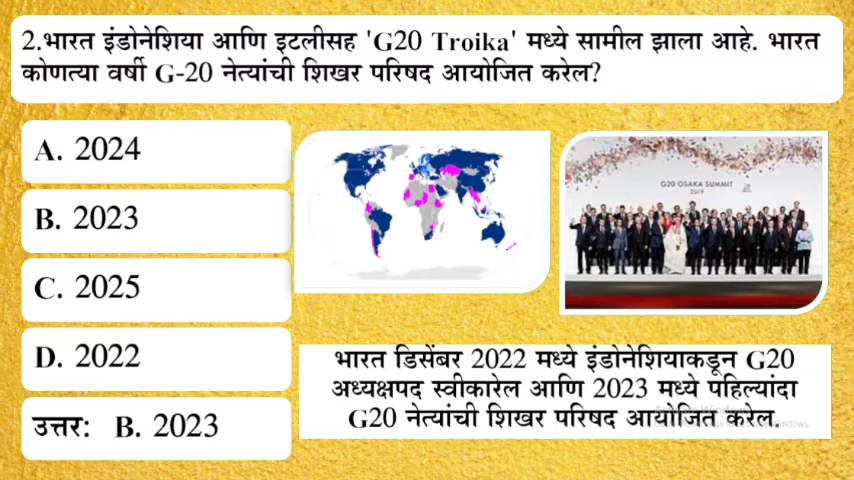 2.भारत इंडोनेशिया आणि इटलीसह 'G20 Troika' मध्ये सामील झाला आहे. भारत
कोणत्या वर्षी G-20 नेत्यांची शिखर परिषद आयोजित करेल?
A. 2024
B. 2023
C. 2025
D. 2022
उत्तर: B. 2023
G20 OSAKA SUMMIT
2019
भारत डिसेंबर 2022 मध्ये इंडोनेशियाकडून G20
अध्यक्षपद स्वीकारेल आणि 2023 मध्ये पहिल्यांदा
G20 नेत्यांची शिखर परिषद आयोजित करेल.